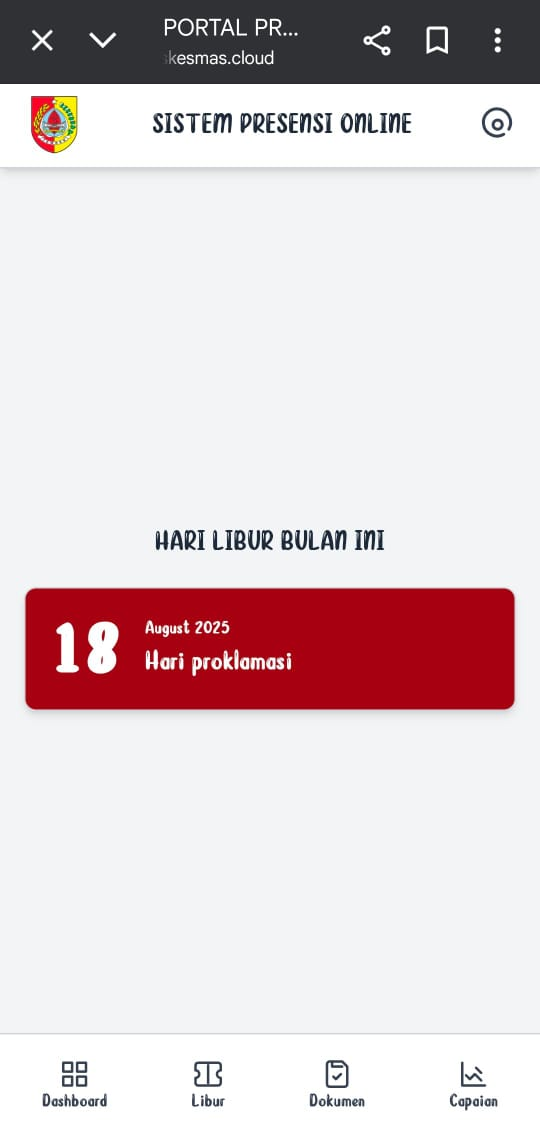 PORTAL PR...
kesmas.cloud
SISTEM PRESENSI ONLINE
HARI LIBUR BULAN INI
18
August 2025
Hari proklamasi
Dashboard
Libur
Dokumen
Capaian